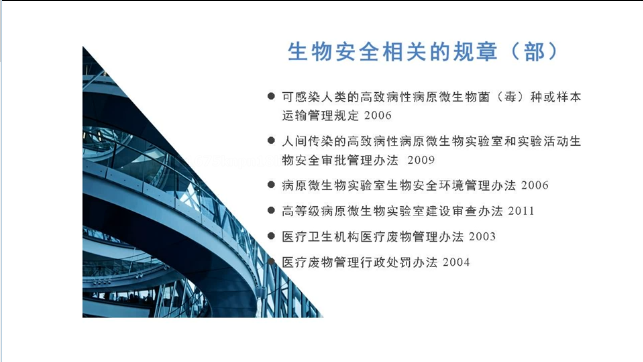 生物安全相关的规章（部）
● 可感染人类的高致病性病原微生物菌（毒）种或样本
运输管理规定 2006
● 人间传染的高致病性病原微生物实验室和实验活动生
物安全审批管理办法 2009
● 病原微生物实验室生物安全环境管理办法 2006
● 高等级病原微生物实验室建设审查办法 2011
● 医疗卫生机构医疗废物管理办法 2003
● 医疗废物管理行政处罚办法 2004